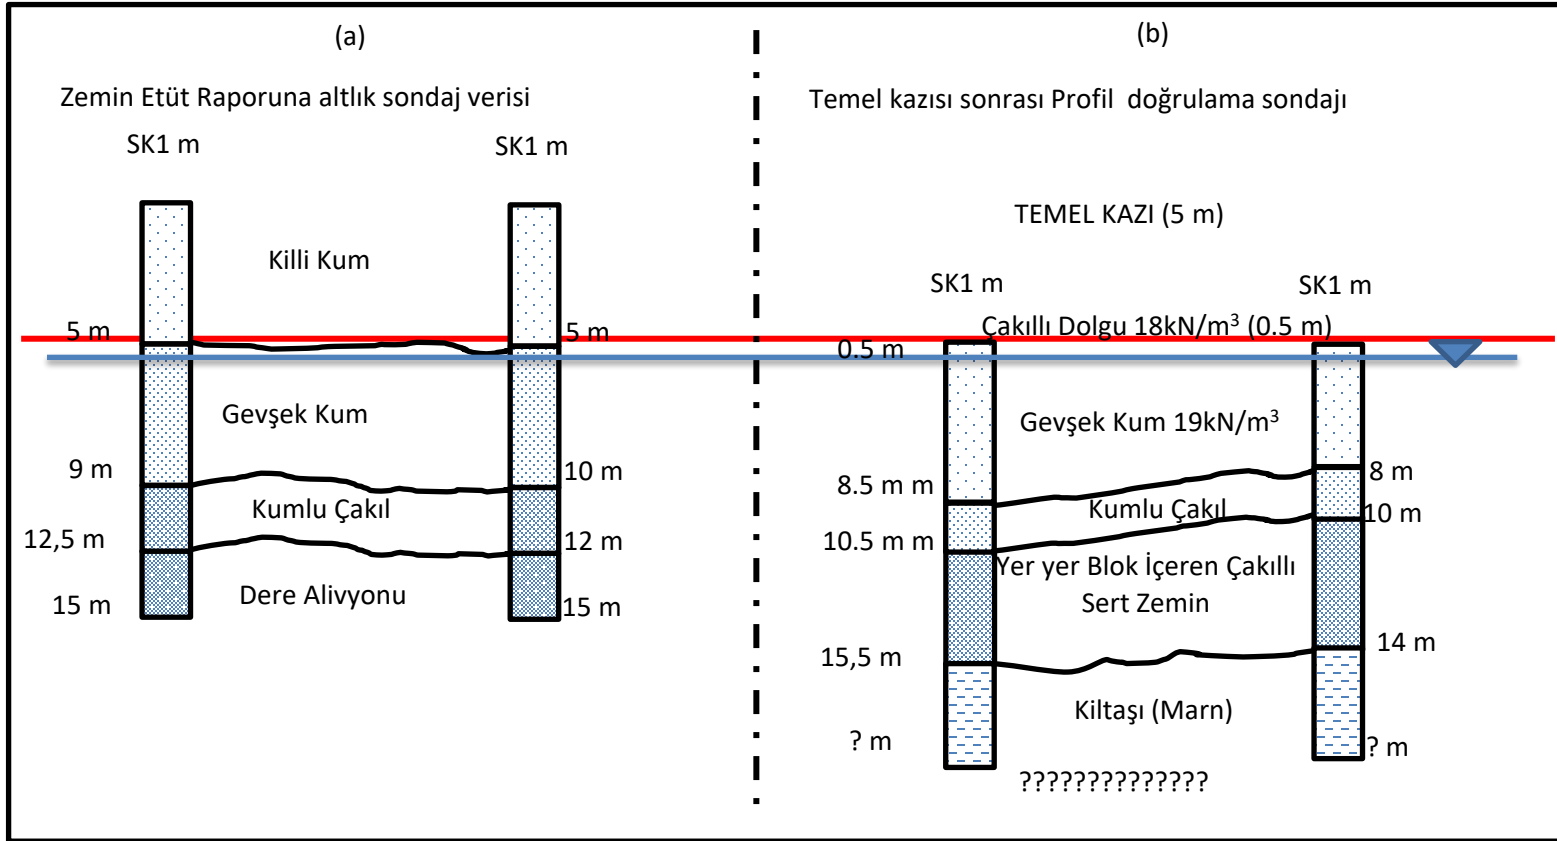 (a)
Zemin Etüt Raporuna altlık sondaj verisi
SK1 m
SK1 m
Killi Kum
5 m
5 m
Gevşek Kum
9 m
10 m
Kumlu Çakıl
12,5 m
12 m
Dere Alivyonu
15 m
15 m
(b)
Temel kazısı sonrası Profil doğrulama sondajı
TEMEL KAZI (5 m)
SK1 m
SK1 m
Çakıllı Dolgu 18kN/m³ (0.5 m)
0.5 m
Gevşek Kum 19kN/m³
8.5 m m
8 m
Kumlu Çakıl
10 m
10.5 m m
Yer yer Blok İçeren Çakıllı
Sert Zemin
15,5 m
14 m
Kiltaşı (Marn)
? m
? m
??????????????